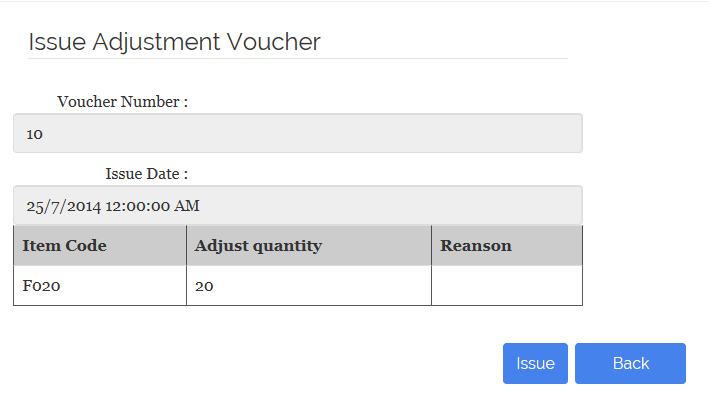 Issue Adjustment Voucher
Voucher Number :
10
Issue Date :
25/7/2014 12:00:00 AM
Item Code Adjust quantity Reanson
F020 20
Issue Back